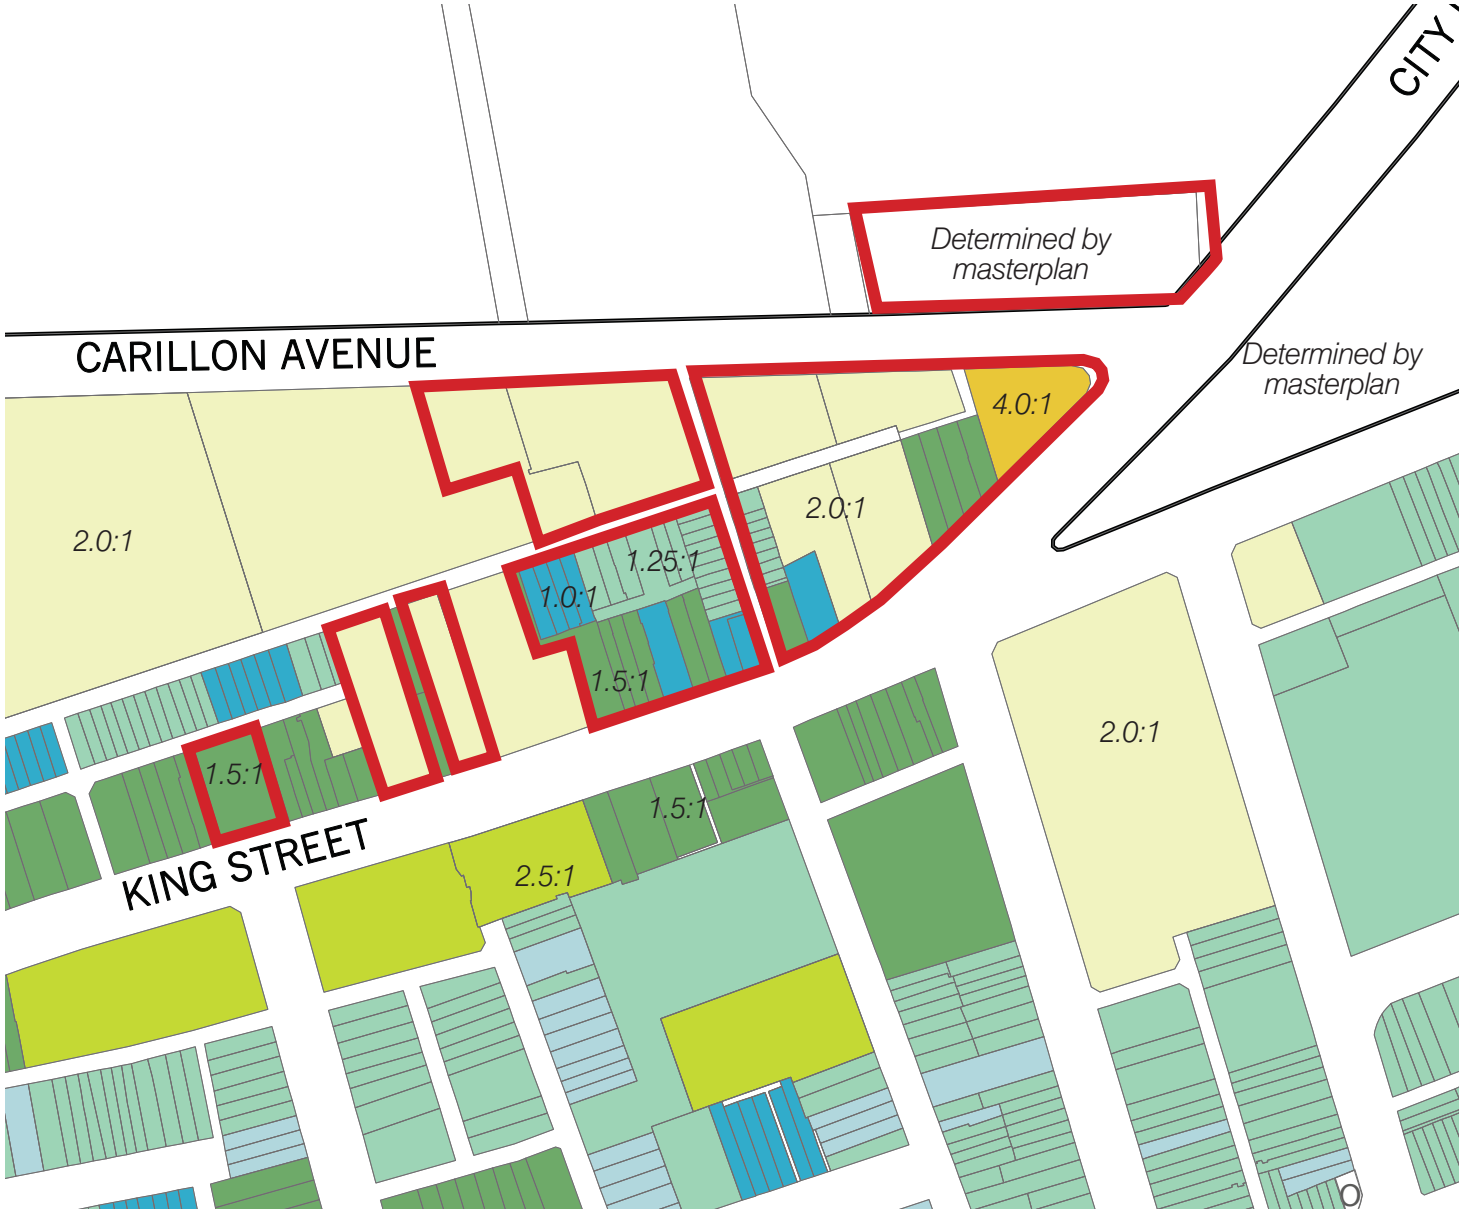 CITY
Determined by
masterplan
CARILLON AVENUE
Determined by
masterplan
4.0:1
2.0:1
2.0:1
1.25:1
1.0:1
1.5:1
2.0:1
1.5:1
1.5:1
KING STREET
2.5:1
O